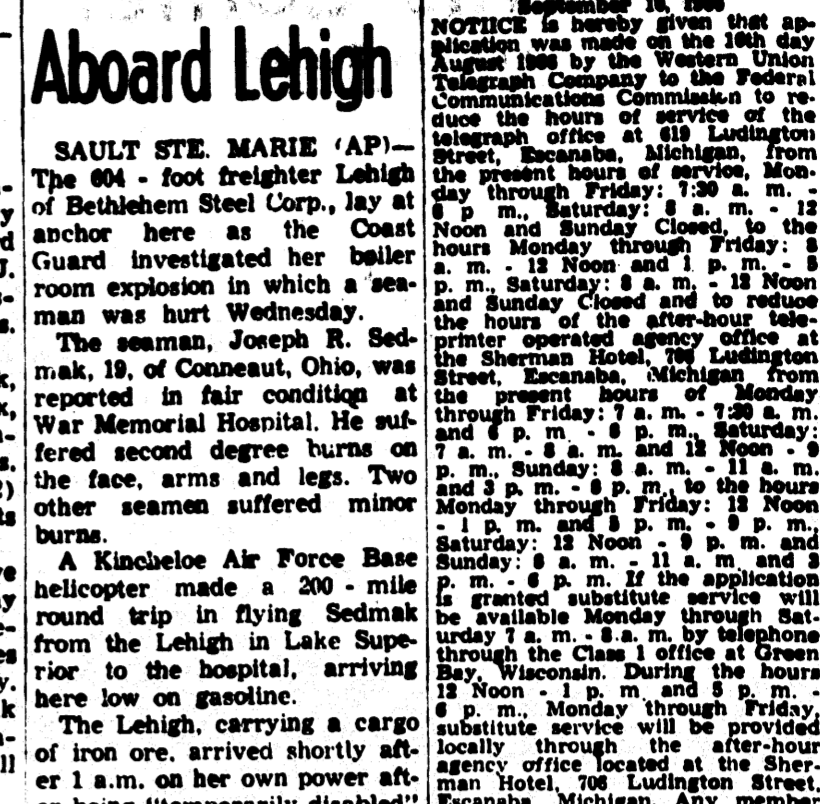 Aboard Lehigh
SAULT STE. MARIE (AP)—
The 604 - foot freighter Lehigh
of Bethlehem Steel Corp., lay at
anchor here as the Coast
Guard investigated her boiler
room explosion in which a sea-
man was hurt Wednesday.
The seaman, Joseph R. Sed-
mak, 19, of Conneaut, Ohio, was
reported in fair condition at
War Memorial Hospital. He suf-
fered second degree burns on
the face, arms and legs. Two
other seamen suffered minor
burns.
A Kincheloe Air Force Base
helicopter made a 200 - mile
round trip in flying Sedmak
from the Lehigh in Lake Supe-
rior to the hospital, arriving
here low on gasoline.
The Lehigh, carrying a cargo
of iron ore, arrived shortly aft-
er 1 a.m. on her own power aft-
er being "temporarily disabled"
September
NOTIICE is hereby given that ap-
plication was made on the 16th day
August 1966 by the Western Union
Telegraph Company to the Federal
Communications Commission to re-
duce the hours of service of the
telegraph office at 619 Ludington
Street, Escanaba, Michigan, from
the present hours of service, Mon-
day through Friday: 7:30 a. m. -
6 p m., Saturday: 8 a. m. - 12
Noon and Sunday Closed, to the
hours Monday through Friday: 8
a. m. - 12 Noon and 1 p. m. - 5
p. m., Saturday: 8 a. m. - 12 Noon
and Sunday Closed and to reduce
the hours of the after-hour tele-
printer operated agency office at
the Sherman Hotel, 706 Ludington
Street, Escanaba, Michigan from
the present hours of Monday
through Friday: 7 a. m. - 7:30 a. m.
and 6 p. m. - 8 p. m., Saturday:
7 a. m. - 8 a. m. and 12 Noon - 9
p. m., Sunday: 8 a. m. - 11 a. m.
and 3 p. m. - 6 p. m., to the hours
Monday through Friday: 12 Noon
- 1 p. m. and 5 p. m. - 9 p. m.,
Saturday: 12 Noon - 9 p. m. and
Sunday: 8 a. m. - 11 a. m. and 3
p. m. - 6 p. m. If the application
is granted substitute service will
be available Monday through Sat-
urday 7 a. m. - 8.a. m. by telephone
through the Class 1 office at Green
Bay, Wisconsin. During the hours
12 Noon - 1 p. m. and 5 p. m. -
6 p. m., Monday through Friday,
substitute service will be provided
locally through the after-hour
agency office located at the Sher-
man Hotel, 706 Ludington Street,
Escanaba, Michigan. Any member